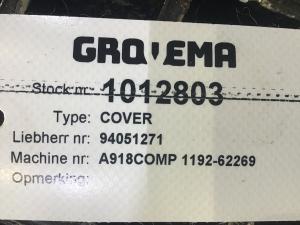 GROVEMA
Stock nr: 1012803
Type: COVER
Liebherr nr: 94051271
Machine nr: A918COMP 1192-62269
Opmerking: